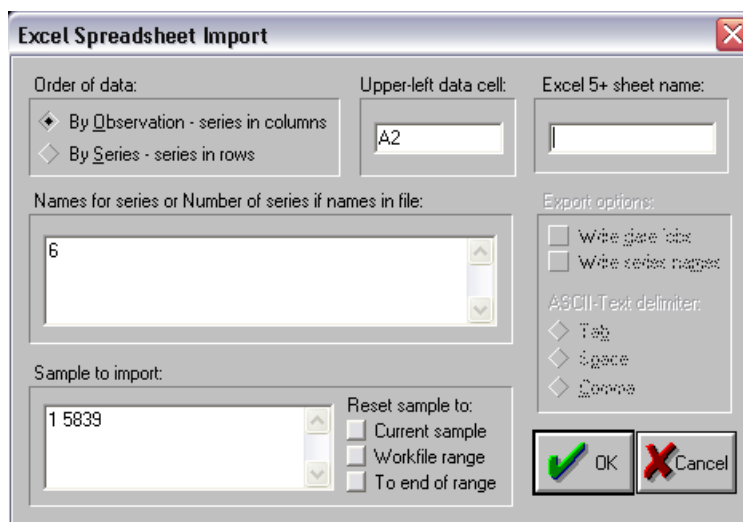 Excel Spreadsheet Import
Order of data:
By Observation - series in columns
By Series - series in rows
Upper-left data cell:
A2
Excel 5+ sheet name:
Names for series or Number of series if names in file:
6
Export options:
Write date/obs
Write series names
ASCII-Text delimiter:
Tab
Space
Comma
Sample to import:
1 5839
Reset sample to:
Current sample
Workfile range
To end of range
OK
Cancel